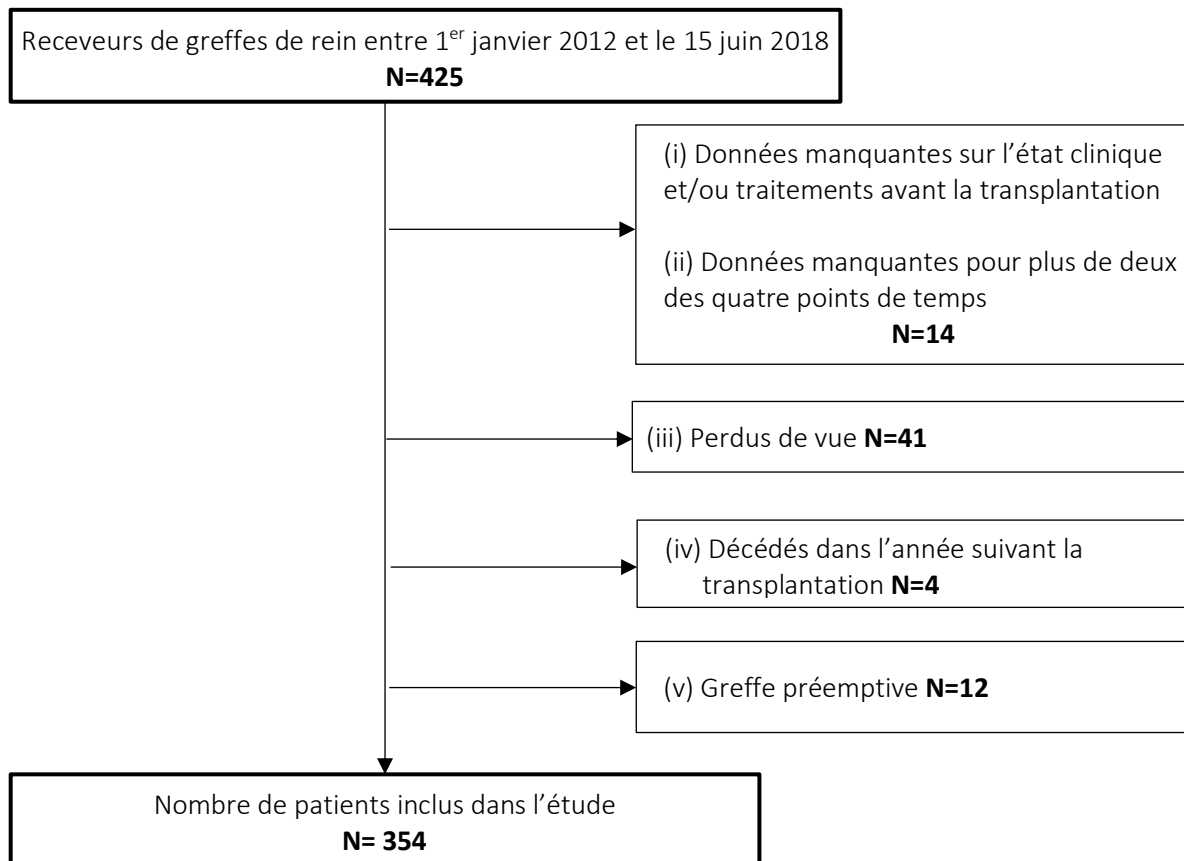 Receveurs de greffes de rein entre 1er janvier 2012 et le 15 juin 2018
N=425
(i) Données manquantes sur l’état clinique
et/ou traitements avant la transplantation
(ii) Données manquantes pour plus de deux
des quatre points de temps
N=14
(iii) Perdus de vue N=41
(iv) Décédés dans l’année suivant la
transplantation N=4
(v) Greffe préemptive N=12
Nombre de patients inclus dans l’étude
N= 354